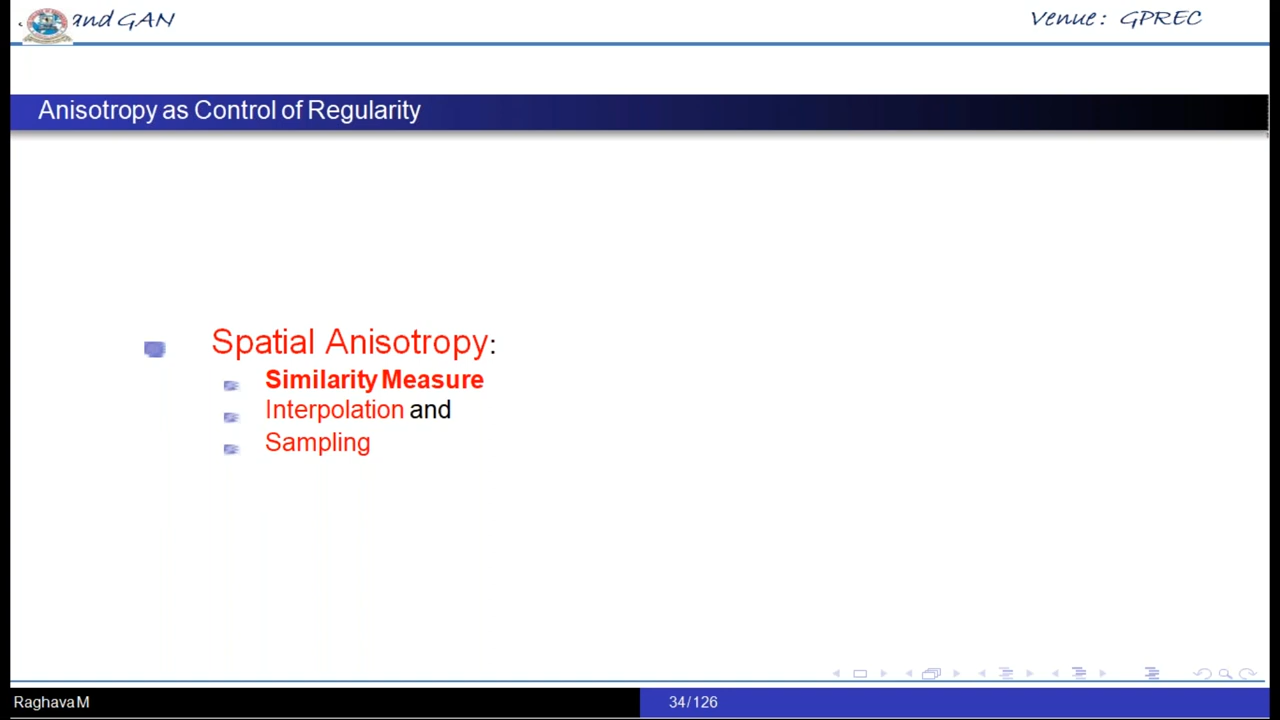 and GAN
Venue: GPREC
Anisotropy as Control of Regularity
Spatial Anisotropy:
Similarity Measure
Interpolation and
Sampling
Raghava M
34/126